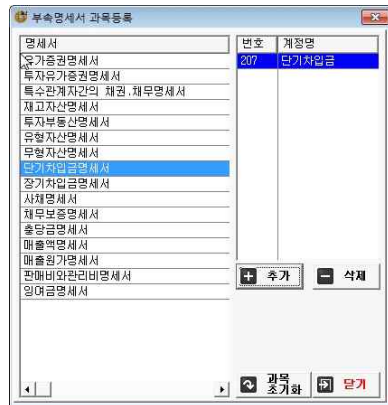 부속명세서 과목등록
명세서
유가증권명세서
투자유가증권명세서
특수관계자간의 채권,채무명세서
재고자산명세서
투자부동산명세서
유형자산명세서
무형자산명세서
단기차입금명세서
장기차입금명세서
사채명세서
채무보증명세서
충당금명세서
매출액명세서
매출원가명세서
판매비와관리비명세서
잉여금명세서
번호 계정명
207 단기차입금
추가 삭제
과목
초기화
닫기